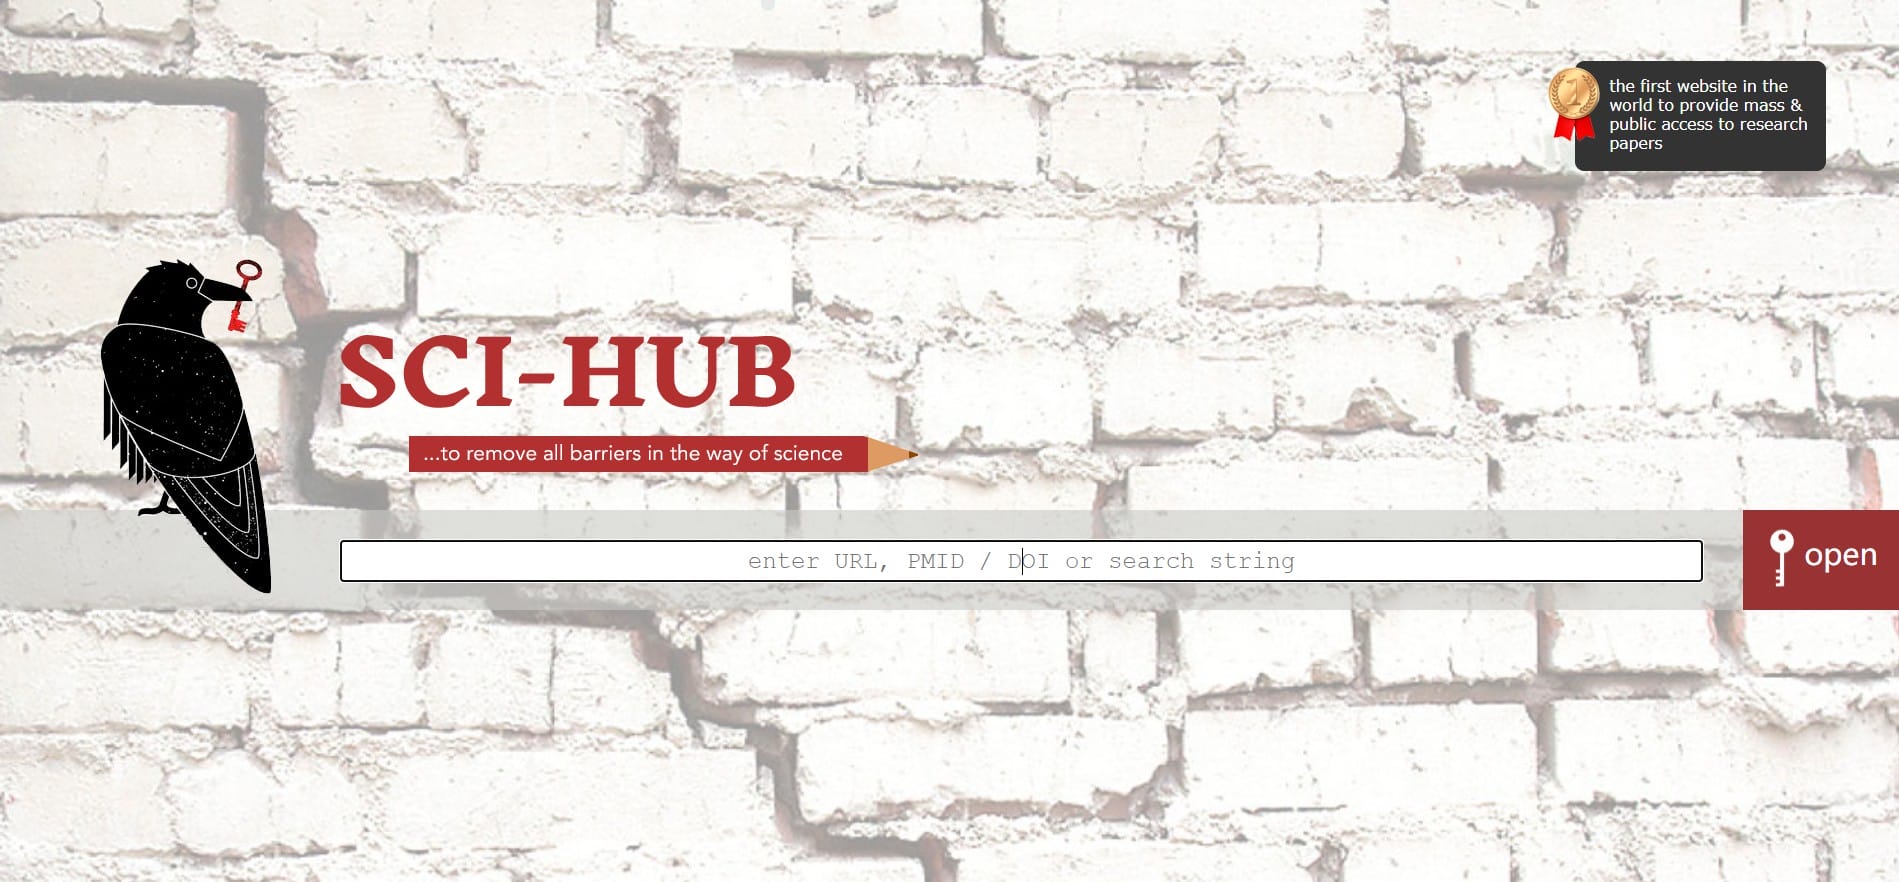 the first website in the
world to provide mass &
public access to research
papers
SCI-HUB
...to remove all barriers in the way of science
enter URL, PMID / DOI or search string
open